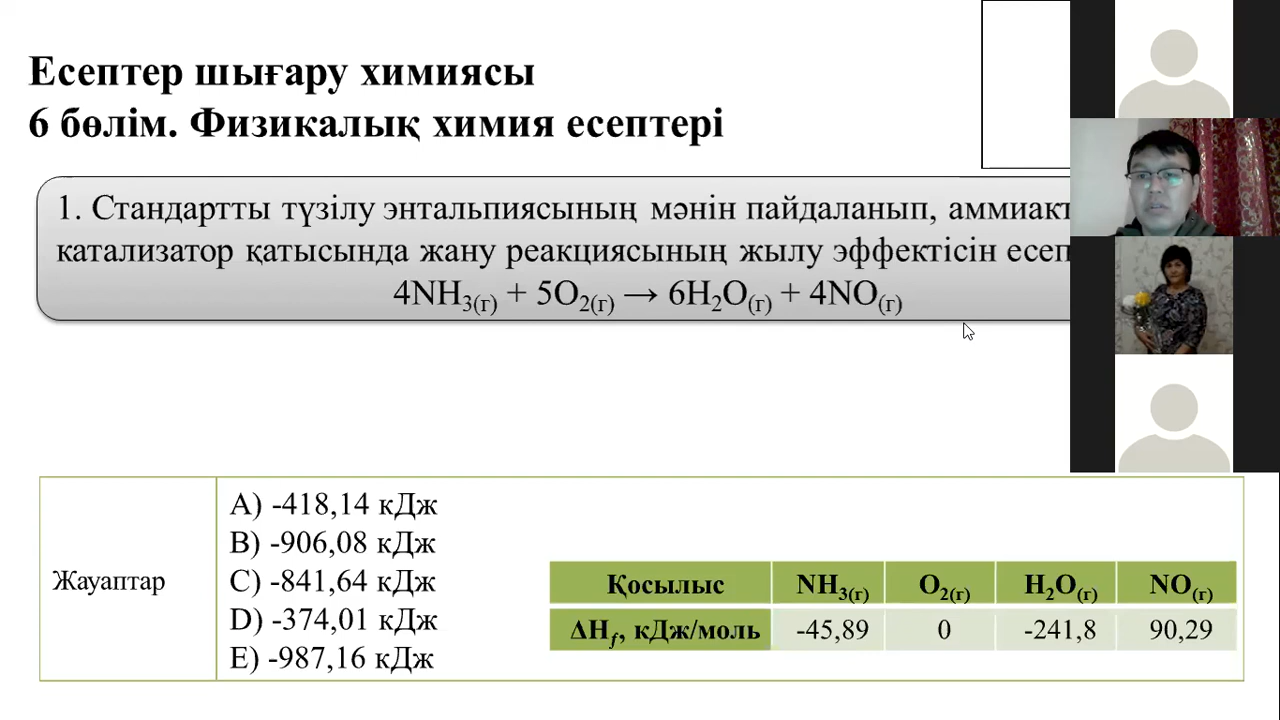 Есептер шығару химиясы
6 бөлім. Физикалық химия есептері
1. Стандартты түзілу энтальпиясының мәнін пайдаланып,
катализатор қатысында жану реакциясының жылу эффектісін
4NH₃(г) + 5O₂(г) → 6H₂O(г) + 4NO(г)
Жауаптар
A) -418,14 кДж
B) -906,08 кДж
C) -841,64 кДж
D) -374,01 кДж
E) -987,16 кДж
Қосылыс NH₃(г) O₂(г) H₂O(г) NO(г)
ΔHf, кДж/моль -45,89 0 -241,8 90,29